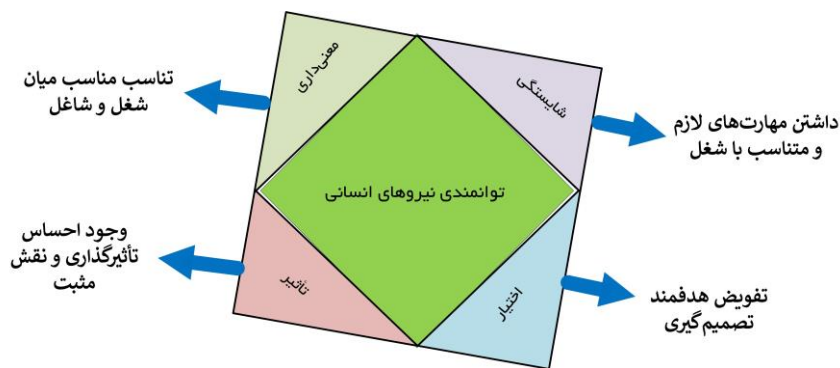 شایستگی
داشتن مهارت‌های لازم
و متناسب با شغل
معنی‌داری
تناسب مناسب میان
شغل و شاغل
توانمندی نیروهای انسانی
اختیار
تفویض هدفمند
تصمیم‌گیری
تأثیر
وجود احساس
تأثیرگذاری و نقش
مثبت